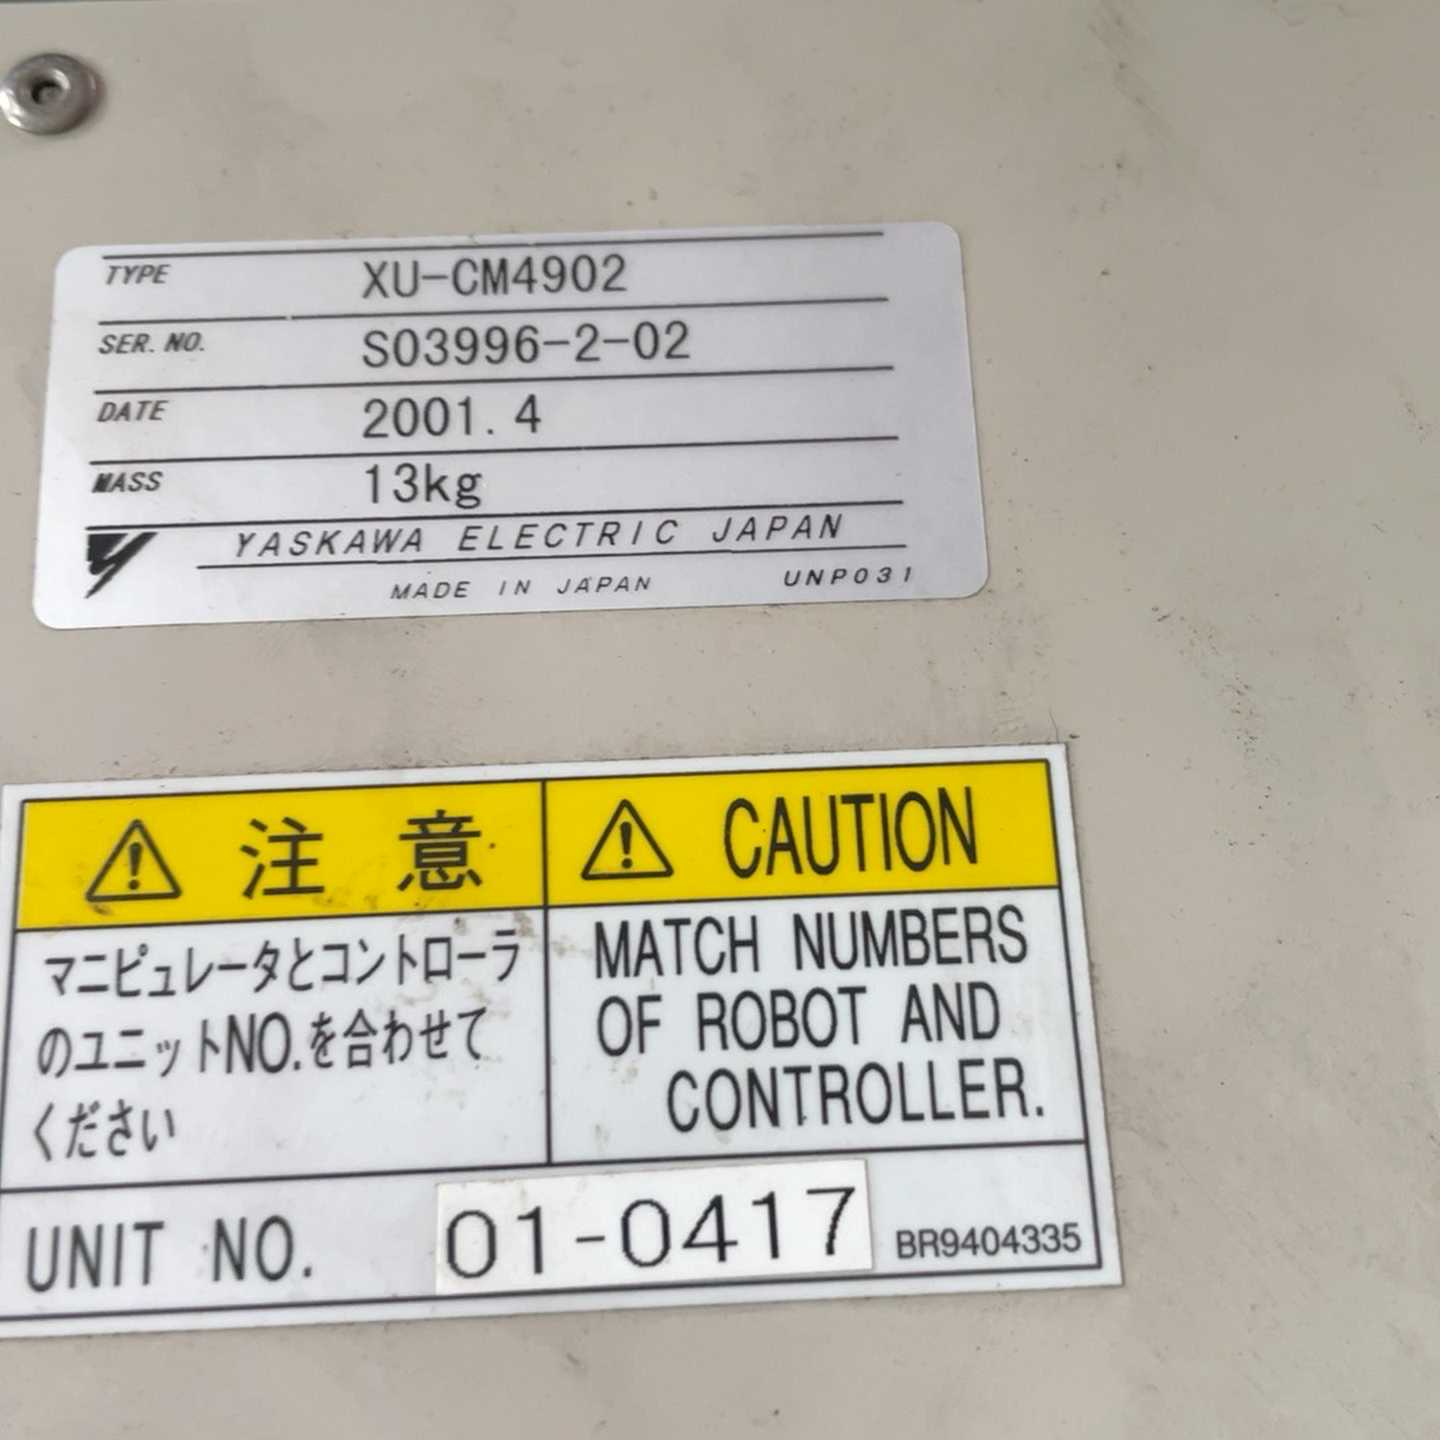 TYPE XU-CM4902
SER. NO. S03996-2-02
DATE 2001.4
MASS 13kg
YASKAWA ELECTRIC JAPAN
MADE IN JAPAN UNP031
注 意
マニピュレータとコントローラ
のユニットNO.を合わせて
ください
CAUTION
MATCH NUMBERS
OF ROBOT AND
CONTROLLER.
UNIT NO. 01-0417 BR9404335